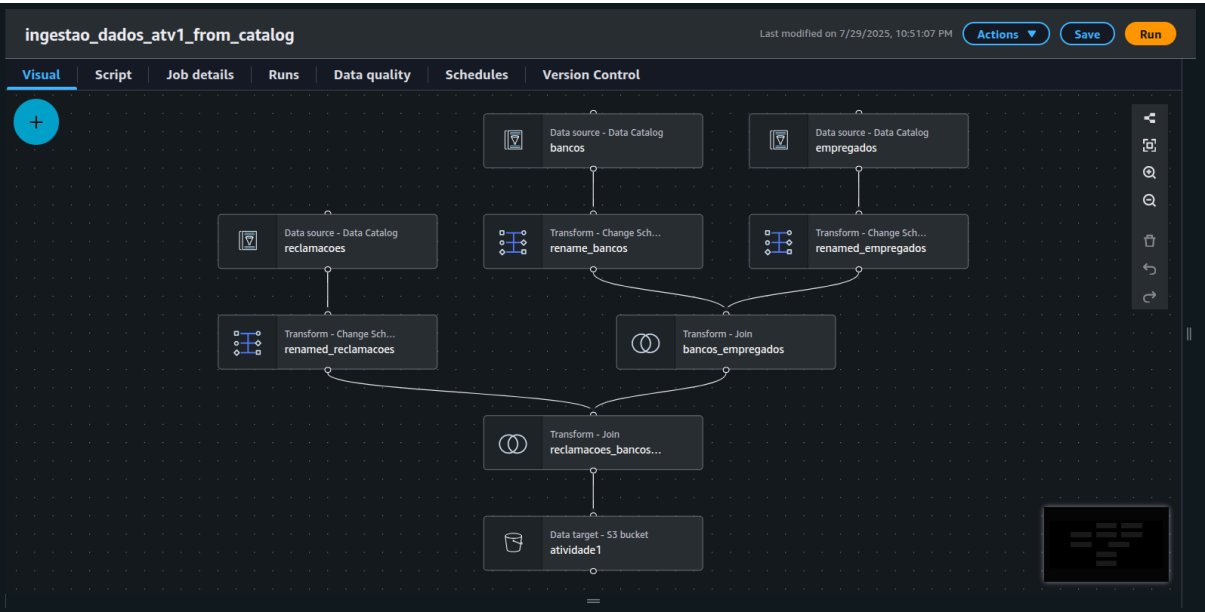 ingestao_dados_atv1_from_catalog
Last modified on 7/29/2025, 10:51:07 PM
Actions
Save
Run
Visual
Script
Job details
Runs
Data quality
Schedules
Version Control
Data source - Data Catalog
bancos
Data source - Data Catalog
empregados
Data source - Data Catalog
reclamacoes
Transform - Change Sch...
rename_bancos
Transform - Change Sch...
renamed_empregados
Transform - Change Sch...
renamed_reclamacoes
Transform - Join
bancos_empregados
Transform - Join
reclamacoes_bancos...
Data target - S3 bucket
atividade1